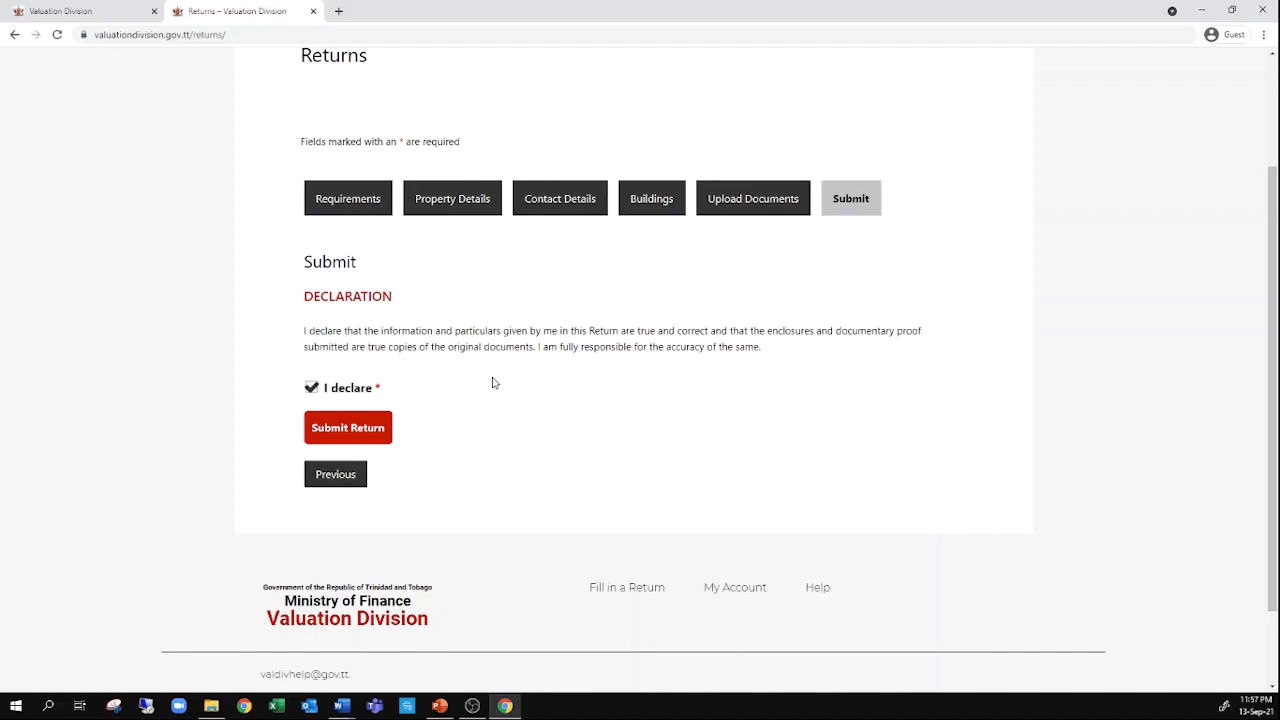 Valuation Division
Returns – Valuation Division
valuationdivision.gov.tt/returns/
Guest
Returns
Fields marked with an * are required
Requirements
Property Details
Contact Details
Buildings
Upload Documents
Submit
Submit
DECLARATION
I declare that the information and particulars given by me in this Return are true and correct and that the enclosures and documentary proof
submitted are true copies of the original documents. I am fully responsible for the accuracy of the same.
I declare *
Submit Return
Previous
Government of the Republic of Trinidad and Tobago
Ministry of Finance
Valuation Division
Fill in a Return
My Account
Help
valdivhelp@gov.tt.
11:57 PM
13-Sep-21